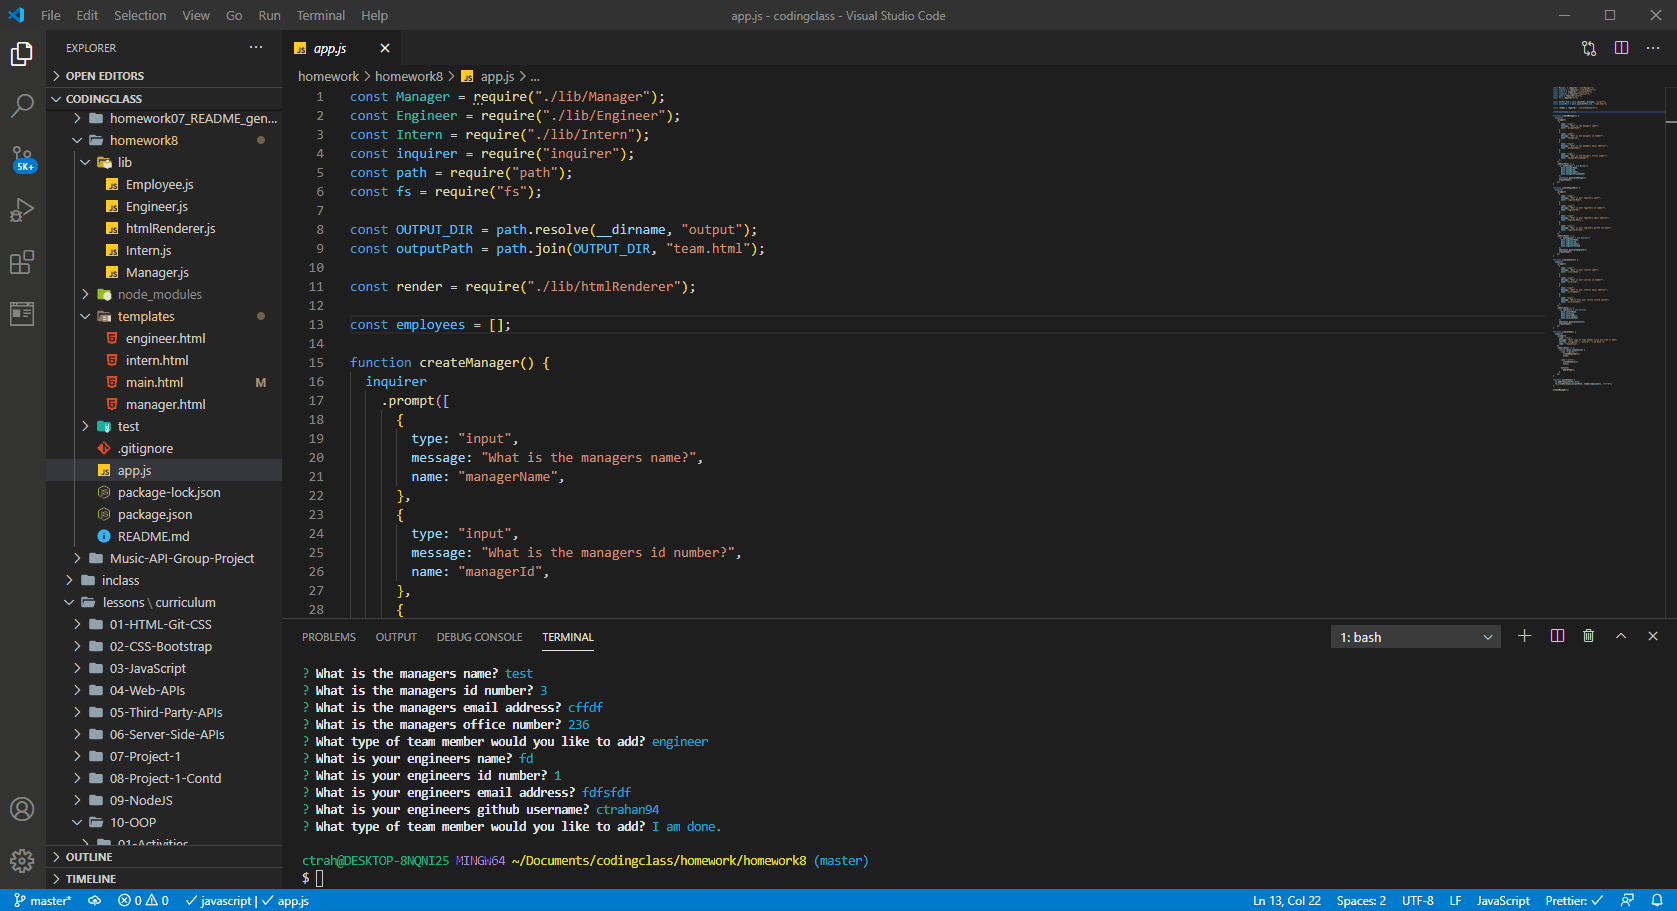 File Edit Selection View Go Run Terminal Help
app.js - codingclass - Visual Studio Code
EXPLORER
OPEN EDITORS
CODINGCLASS
homework07_README_gen...
homework8
lib
Employee.js
Engineer.js
htmlRenderer.js
Intern.js
Manager.js
node_modules
templates
engineer.html
intern.html
main.html M
manager.html
test
.gitignore
app.js
package-lock.json
package.json
README.md
Music-API-Group-Project
inclass
lessons \ curriculum
01-HTML-Git-CSS
02-CSS-Bootstrap
03-JavaScript
04-Web-APIs
05-Third-Party-APIs
06-Server-Side-APIs
07-Project-1
08-Project-1-Contd
09-NodeJS
10-OOP
01-Activities
OUTLINE
TIMELINE
5K+
JS app.js
homework > homework8 > JS app.js > ...
1 const Manager = require("./lib/Manager");
2 const Engineer = require("./lib/Engineer");
3 const Intern = require("./lib/Intern");
4 const inquirer = require("inquirer");
5 const path = require("path");
6 const fs = require("fs");
7
8 const OUTPUT_DIR = path.resolve(__dirname, "output");
9 const outputPath = path.join(OUTPUT_DIR, "team.html");
10
11 const render = require("./lib/htmlRenderer");
12
13 const employees = [];
14
15 function createManager() {
16 inquirer
17 .prompt([
18 {
19 type: "input",
20 message: "What is the managers name?",
21 name: "managerName",
22 },
23 {
24 type: "input",
25 message: "What is the managers id number?",
26 name: "managerId",
27 },
28 {
PROBLEMS OUTPUT DEBUG CONSOLE TERMINAL
1: bash
? What is the managers name? test
? What is the managers id number? 3
? What is the managers email address? cffdf
? What is the managers office number? 236
? What type of team member would you like to add? engineer
? What is your engineers name? fd
? What is your engineers id number? 1
? What is your engineers email address? fdfsfdf
? What is your engineers github username? ctrahan94
? What type of team member would you like to add? I am done.
ctrah@DESKTOP-8NQNI25 MINGW64 ~/Documents/codingclass/homework/homework8 (master)
$
master* 0 0 javascript | app.js
Ln 13, Col 22 Spaces: 2 UTF-8 LF JavaScript Prettier: ✓